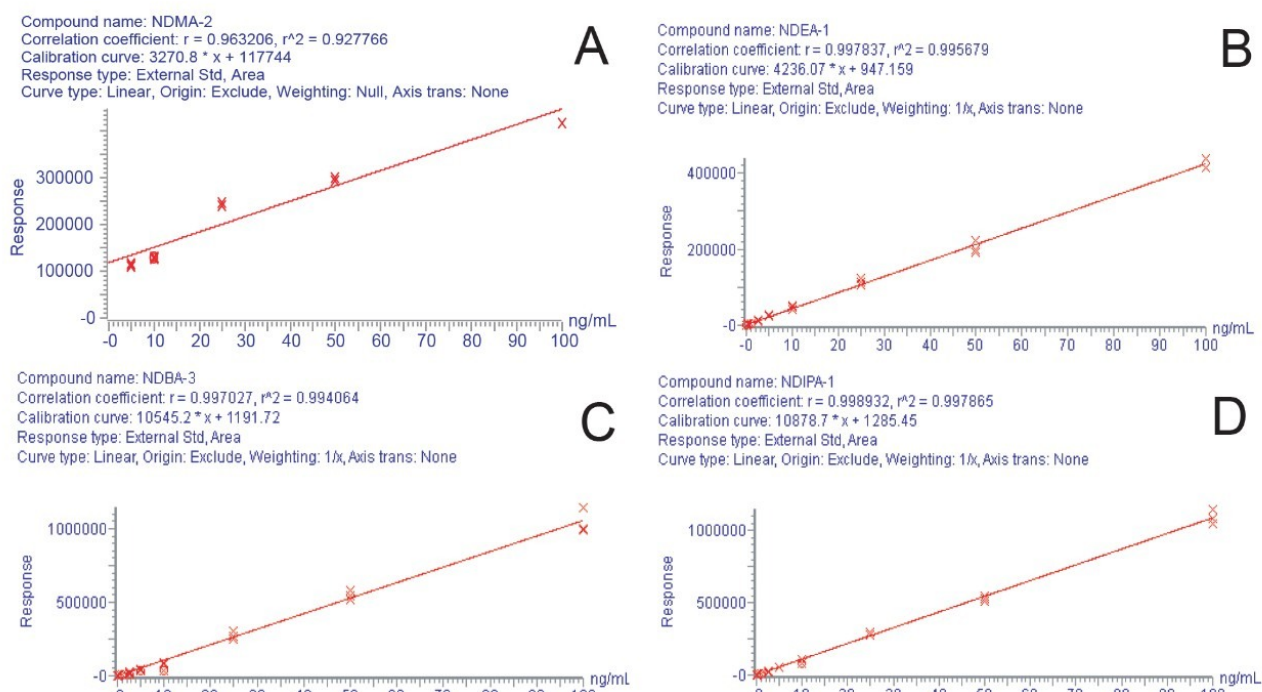 Compound name: NDMA-2
Correlation coefficient: r = 0.963206, r^2 = 0.927766
Calibration curve: 3270.8 * x + 117744
Response type: External Std, Area
Curve type: Linear, Origin: Exclude, Weighting: Null, Axis trans: None
A
Response
300000
200000
100000
-0
-0 10 20 30 40 50 60 70 80 90 100
ng/mL
Compound name: NDEA-1
Correlation coefficient: r = 0.997837, r^2 = 0.995679
Calibration curve: 4236.07 * x + 947.159
Response type: External Std, Area
Curve type: Linear, Origin: Exclude, Weighting: 1/x, Axis trans: None
B
Response
400000
200000
-0
-0 10 20 30 40 50 60 70 80 90 100
ng/mL
Compound name: NDBA-3
Correlation coefficient: r = 0.997027, r^2 = 0.994064
Calibration curve: 10545.2 * x + 1191.72
Response type: External Std, Area
Curve type: Linear, Origin: Exclude, Weighting: 1/x, Axis trans: None
C
Response
1000000
500000
-0
ng/mL
Compound name: NDIPA-1
Correlation coefficient: r = 0.998932, r^2 = 0.997865
Calibration curve: 10878.7 * x + 1285.45
Response type: External Std, Area
Curve type: Linear, Origin: Exclude, Weighting: 1/x, Axis trans: None
D
Response
1000000
500000
-0
ng/mL